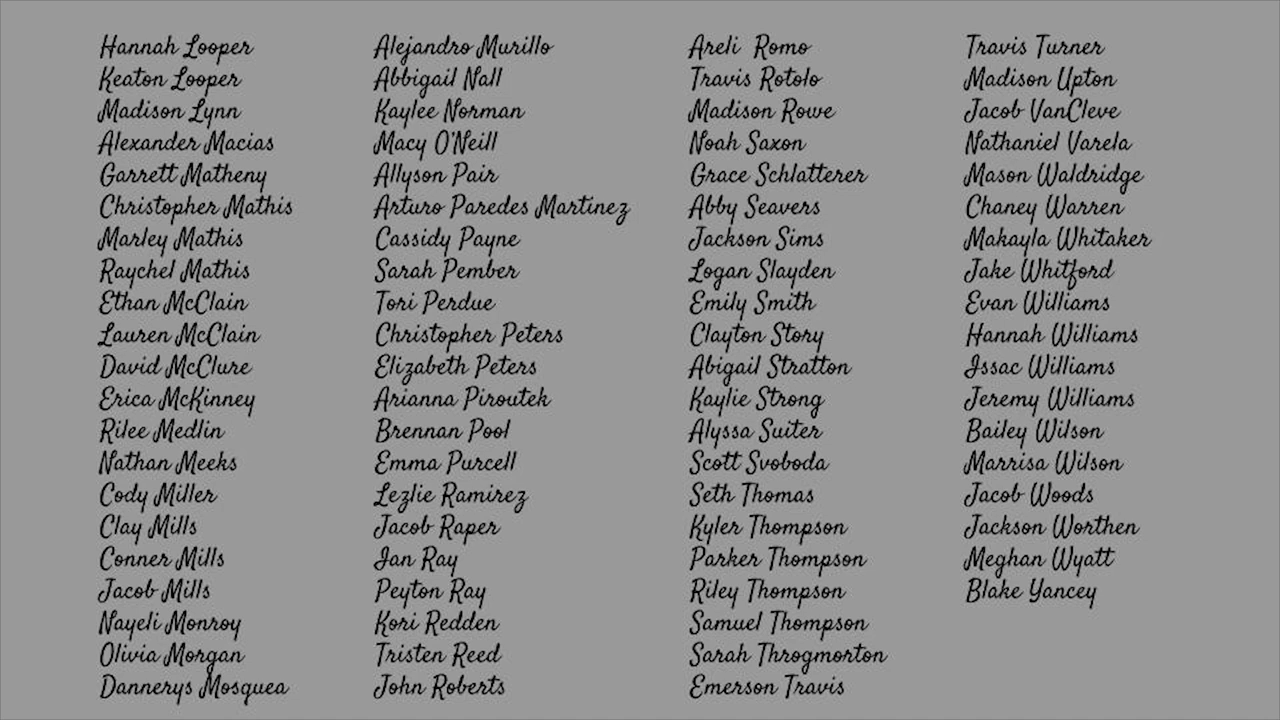 Hannah Looper
Keaton Looper
Madison Lynn
Alexander Macias
Garrett Matheny
Christopher Mathis
Marley Mathis
Raychel Mathis
Ethan McClain
Lauren McClain
David McClure
Erica McKinney
Rilee Medlin
Nathan Meeks
Cody Miller
Clay Mills
Conner Mills
Jacob Mills
Nayeli Monroy
Olivia Morgan
Dannerys Mosquea
Alejandro Murillo
Abbigail Nall
Kaylee Norman
Macy O'Neill
Allyson Pair
Arturo Paredes Martinez
Cassidy Payne
Sarah Pember
Tori Perdue
Christopher Peters
Elizabeth Peters
Arianna Piroutek
Brennan Pool
Emma Purcell
Lezlie Ramirez
Jacob Raper
Ian Ray
Peyton Ray
Kori Redden
Tristen Reed
John Roberts
Areli Romo
Travis Rotolo
Madison Rowe
Noah Saxon
Grace Schlatterer
Abby Seavers
Jackson Sims
Logan Slayden
Emily Smith
Clayton Story
Abigail Stratton
Kaylie Strong
Alyssa Suiter
Scott Svoboda
Seth Thomas
Kyler Thompson
Parker Thompson
Riley Thompson
Samuel Thompson
Sarah Throgmorton
Emerson Travis
Travis Turner
Madison Upton
Jacob VanCleve
Nathaniel Varela
Mason Waldridge
Chaney Warren
Makayla Whitaker
Jake Whitford
Evan Williams
Hannah Williams
Issac Williams
Jeremy Williams
Bailey Wilson
Marrisa Wilson
Jacob Woods
Jackson Worthen
Meghan Wyatt
Blake Yancey